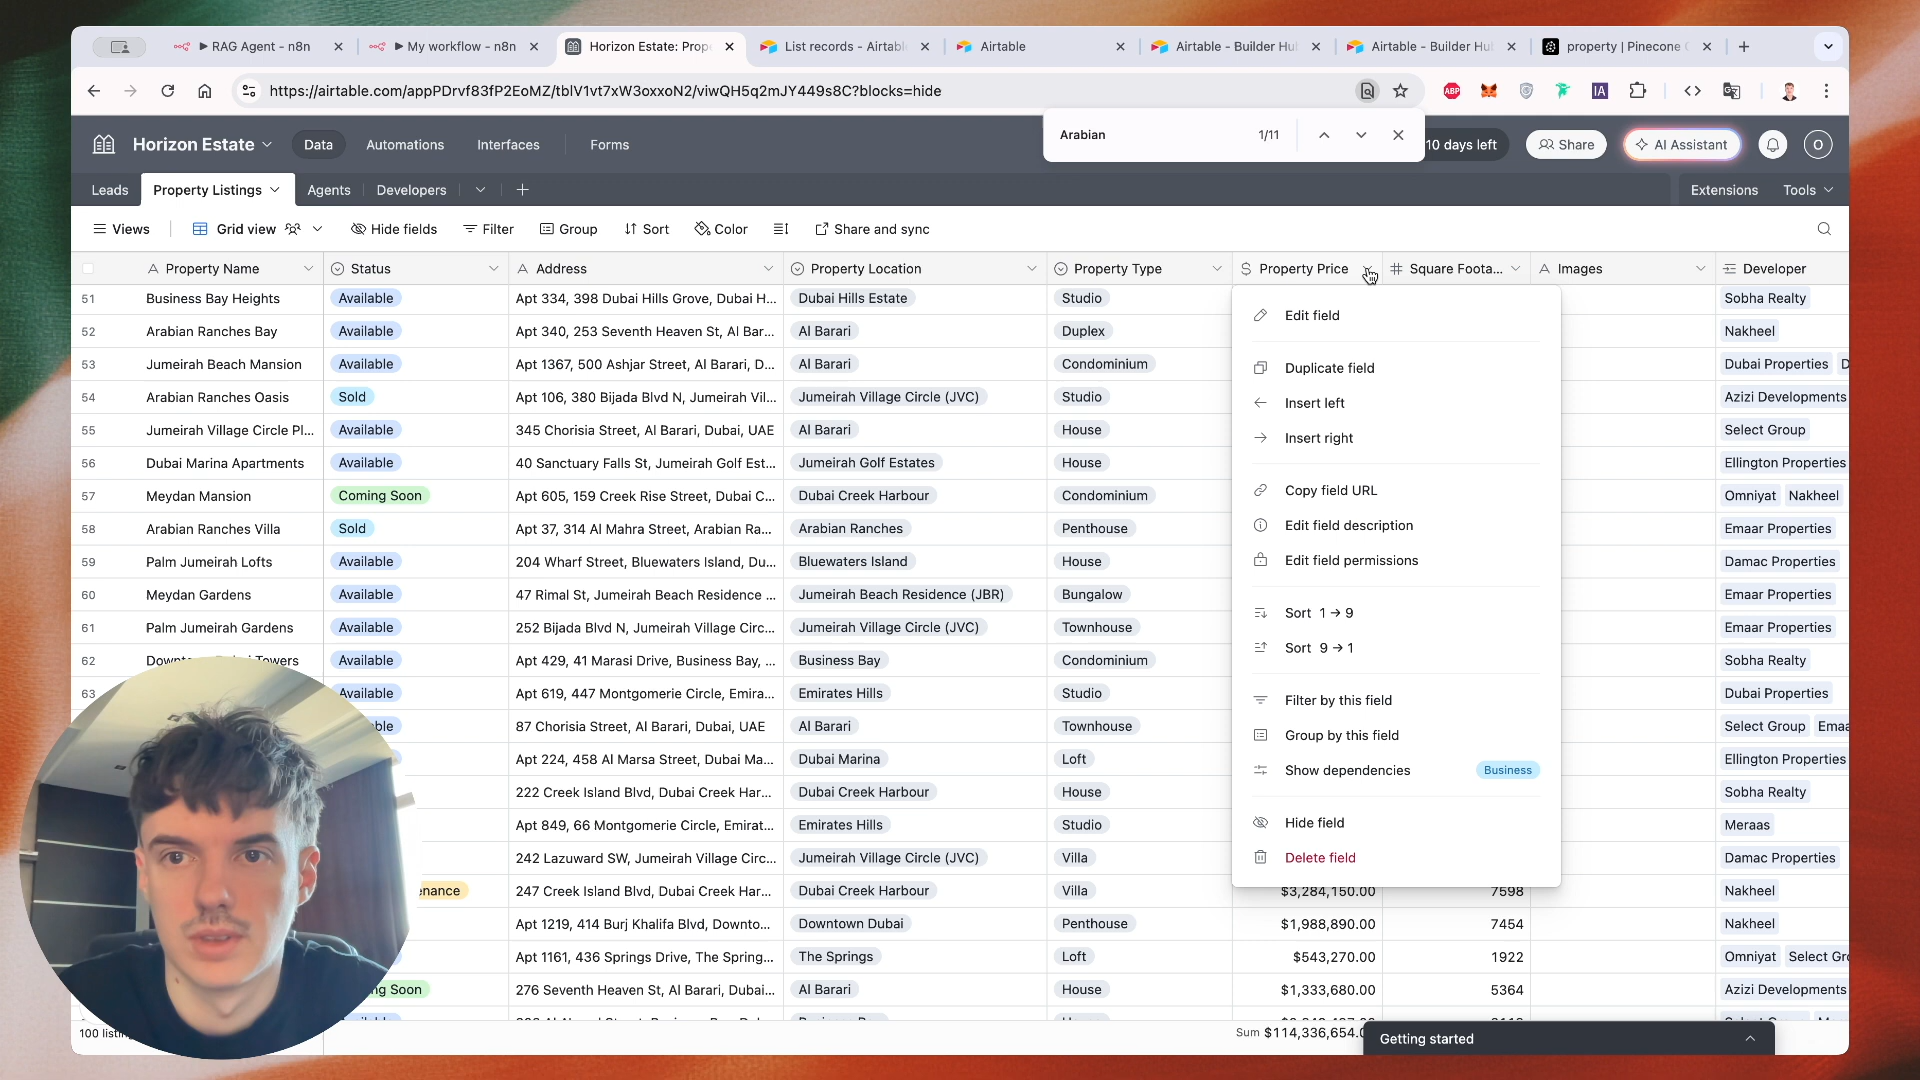 RAG Agent - n8n
My workflow - n8n
Horizon Estate: Prop
List records - Airtabl
Airtable
Airtable - Builder Hu
Airtable - Builder Hu
property | Pinecone
https://airtable.com/appPDrvf83fP2EoMZ/tblV1vt7xW3oxxoN2/viwQH5q2mJY449s8C?blocks=hide
ABP
IA
Arabian
1/11
Horizon Estate
Data
Automations
Interfaces
Forms
10 days left
Share
AI Assistant
O
Leads
Property Listings
Agents
Developers
Extensions
Tools
Views
Grid view
Hide fields
Filter
Group
Sort
Color
Share and sync
Property Name
Status
Address
Property Location
Property Type
Property Price
Square Foota...
Images
Developer
51 Business Bay Heights Available Apt 334, 398 Dubai Hills Grove, Dubai H... Dubai Hills Estate Studio Sobha Realty
52 Arabian Ranches Bay Available Apt 340, 253 Seventh Heaven St, Al Bar... Al Barari Duplex Nakheel
53 Jumeirah Beach Mansion Available Apt 1367, 500 Ashjar Street, Al Barari, D... Al Barari Condominium Dubai Properties D
54 Arabian Ranches Oasis Sold Apt 106, 380 Bijada Blvd N, Jumeirah Vil... Jumeirah Village Circle (JVC) Studio Azizi Developments
55 Jumeirah Village Circle Pl... Available 345 Chorisia Street, Al Barari, Dubai, UAE Al Barari House Select Group
56 Dubai Marina Apartments Available 40 Sanctuary Falls St, Jumeirah Golf Est... Jumeirah Golf Estates House Ellington Properties
57 Meydan Mansion Coming Soon Apt 605, 159 Creek Rise Street, Dubai C... Dubai Creek Harbour Condominium Omniyat Nakheel
58 Arabian Ranches Villa Sold Apt 37, 314 Al Mahra Street, Arabian Ra... Arabian Ranches Penthouse Emaar Properties
59 Palm Jumeirah Lofts Available 204 Wharf Street, Bluewaters Island, Du... Bluewaters Island House Damac Properties
60 Meydan Gardens Available 47 Rimal St, Jumeirah Beach Residence ... Jumeirah Beach Residence (JBR) Bungalow Emaar Properties
61 Palm Jumeirah Gardens Available 252 Bijada Blvd N, Jumeirah Village Circ... Jumeirah Village Circle (JVC) Townhouse Emaar Properties
62 Towers Available Apt 429, 41 Marasi Drive, Business Bay, ... Business Bay Condominium Sobha Realty
63 Available Apt 619, 447 Montgomerie Circle, Emira... Emirates Hills Studio Dubai Properties
ble 87 Chorisia Street, Al Barari, Dubai, UAE Al Barari Townhouse Select Group Emaa
Apt 224, 458 Al Marsa Street, Dubai Ma... Dubai Marina Loft Ellington Properties
222 Creek Island Blvd, Dubai Creek Har... Dubai Creek Harbour House Sobha Realty
Apt 849, 66 Montgomerie Circle, Emirat... Emirates Hills Studio Meraas
242 Lazuward SW, Jumeirah Village Circ... Jumeirah Village Circle (JVC) Villa Damac Properties
enance 247 Creek Island Blvd, Dubai Creek Har... Dubai Creek Harbour Villa $3,284,150.00 7598 Nakheel
Apt 1219, 414 Burj Khalifa Blvd, Downto... Downtown Dubai Penthouse $1,988,890.00 7454 Nakheel
Apt 1161, 436 Springs Drive, The Spring... The Springs Loft $543,270.00 1922 Omniyat Select Gr
ng Soon 276 Seventh Heaven St, Al Barari, Dubai... Al Barari House $1,333,680.00 5364 Azizi Developments
100 listin
Sum $114,336,654.0
Getting started
Edit field
Duplicate field
Insert left
Insert right
Copy field URL
Edit field description
Edit field permissions
Sort 1 → 9
Sort 9 → 1
Filter by this field
Group by this field
Show dependencies Business
Hide field
Delete field